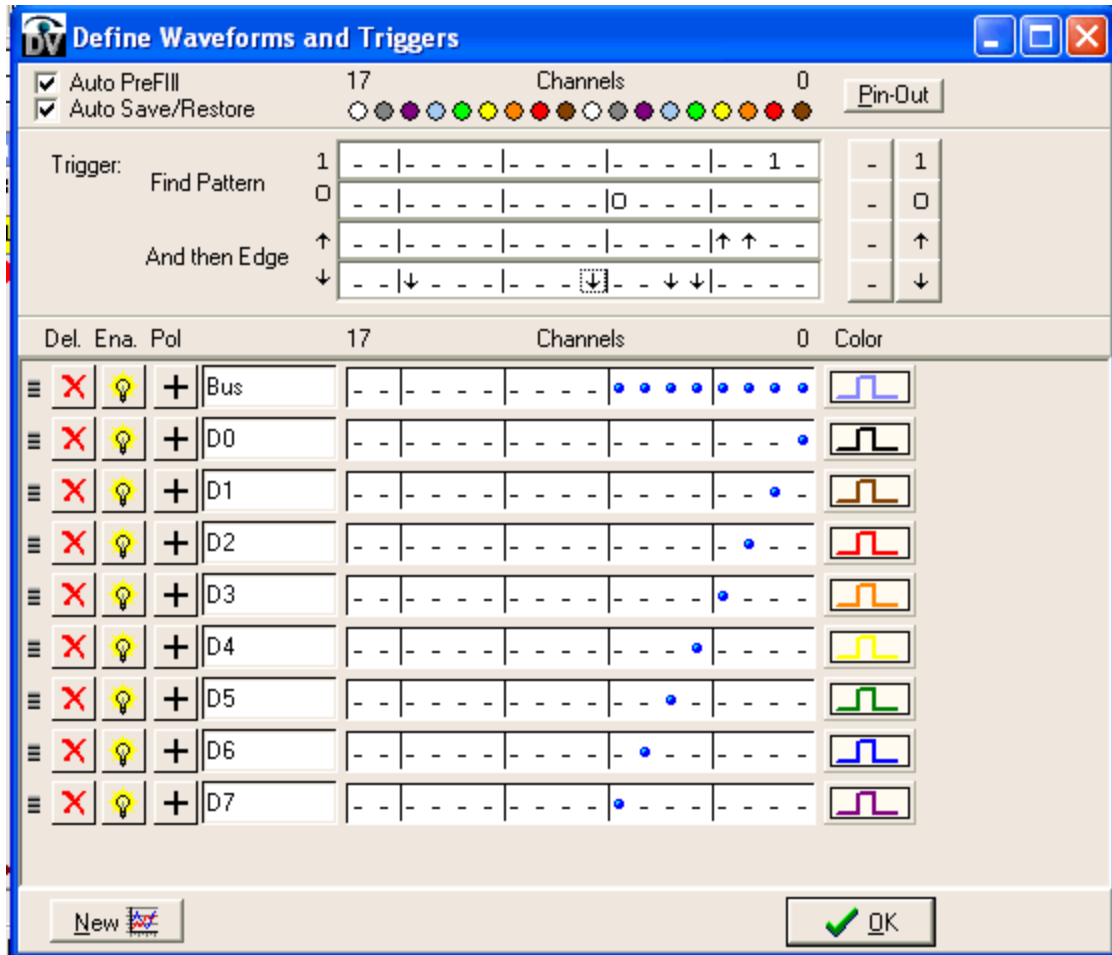 DV Define Waveforms and Triggers
Auto PreFIll 17 Channels 0 Pin-Out
Auto Save/Restore
Trigger: Find Pattern 1 - - - - - - - - - - - - - - - - 1 - - 1
0 - - - - - - - - - - 0 - - - - - - - - 0
And then Edge ↑ - - - - - - - - - - - - - - ↑ ↑ - - - ↑
↓ - - ↓ - - - - - - ↓ - - ↓ ↓ - - - - - ↓
Del. Ena. Pol 17 Channels 0 Color
+ Bus - - - - - - - - - -
+ D0 - - - - - - - - - - - - - - - - -
+ D1 - - - - - - - - - - - - - - - - -
+ D2 - - - - - - - - - - - - - - - - -
+ D3 - - - - - - - - - - - - - - - - -
+ D4 - - - - - - - - - - - - - - - - -
+ D5 - - - - - - - - - - - - - - - - -
+ D6 - - - - - - - - - - - - - - - - -
+ D7 - - - - - - - - - - - - - - - - -
New OK